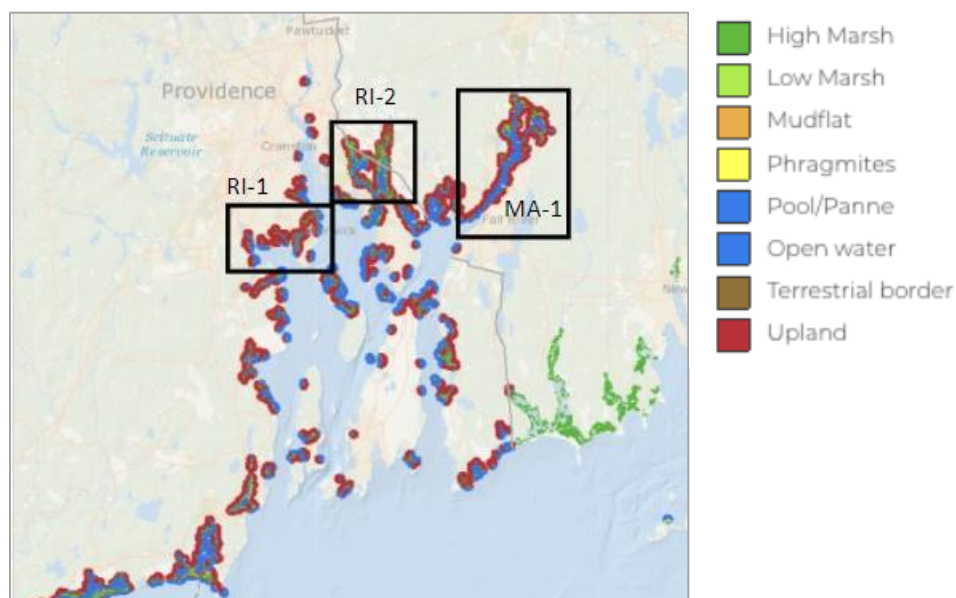 Pawtucket
Providence
RI-2
Scituate
Reservoir
Cranston
RI-1
MA-1
Fall River
High Marsh
Low Marsh
Mudflat
Phragmites
Pool/Panne
Open water
Terrestrial border
Upland